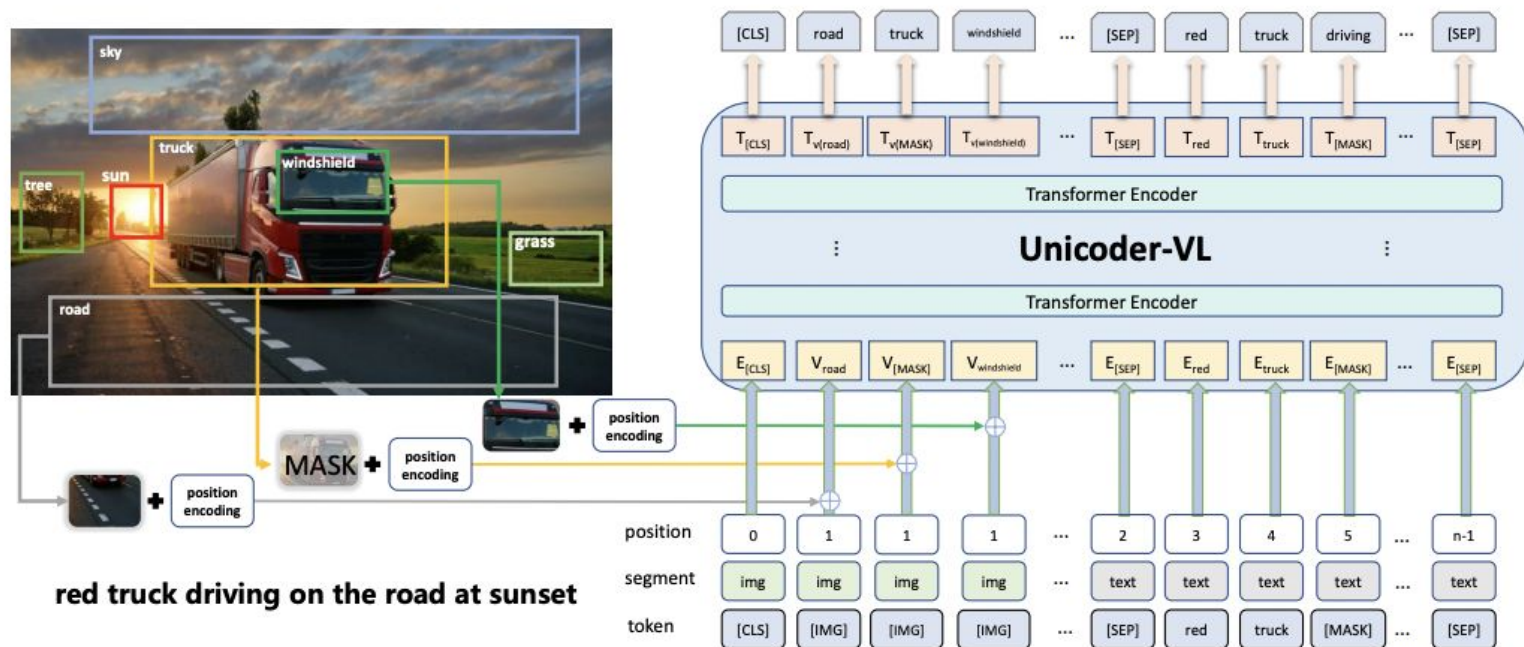 sky
truck
windshield
tree
sun
grass
road
MASK
position encoding
position encoding
position encoding
red truck driving on the road at sunset
[CLS] road truck windshield ... [SEP] red truck driving ... [SEP]
T[CLS] Tv(road) Tv(MASK) Tv(windshield) ... T[SEP] Tred Ttruck T[MASK] ... T[SEP]
Transformer Encoder
⋮ Unicoder-VL ⋮
Transformer Encoder
E[CLS] Vroad V[MASK] Vwindshield ... E[SEP] Ered Etruck E[MASK] ... E[SEP]
position 0 1 1 1 ... 2 3 4 5 ... n-1
segment img img img img ... text text text text ... text
token [CLS] [IMG] [IMG] [IMG] ... [SEP] red truck [MASK] ... [SEP]